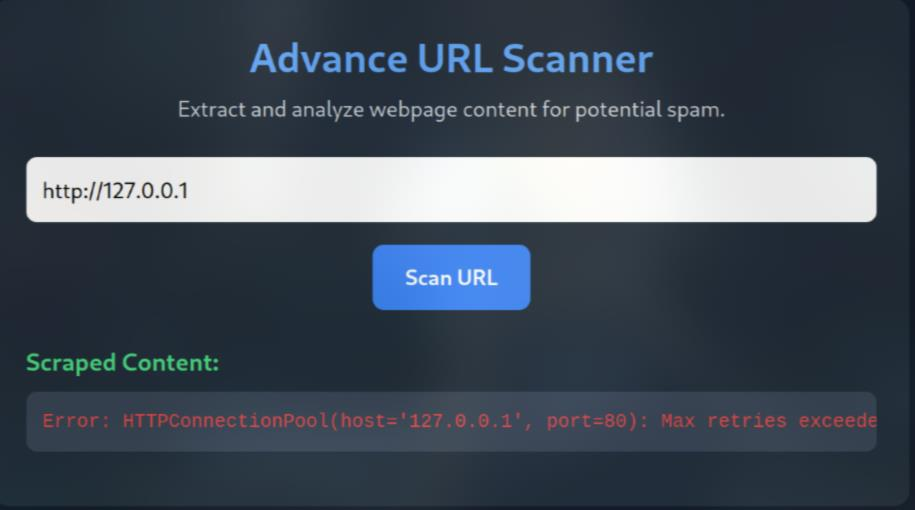 Advance URL Scanner
Extract and analyze webpage content for potential spam.
http://127.0.0.1
Scan URL
Scraped Content:
Error: HTTPConnectionPool(host='127.0.0.1', port=80): Max retries exceede